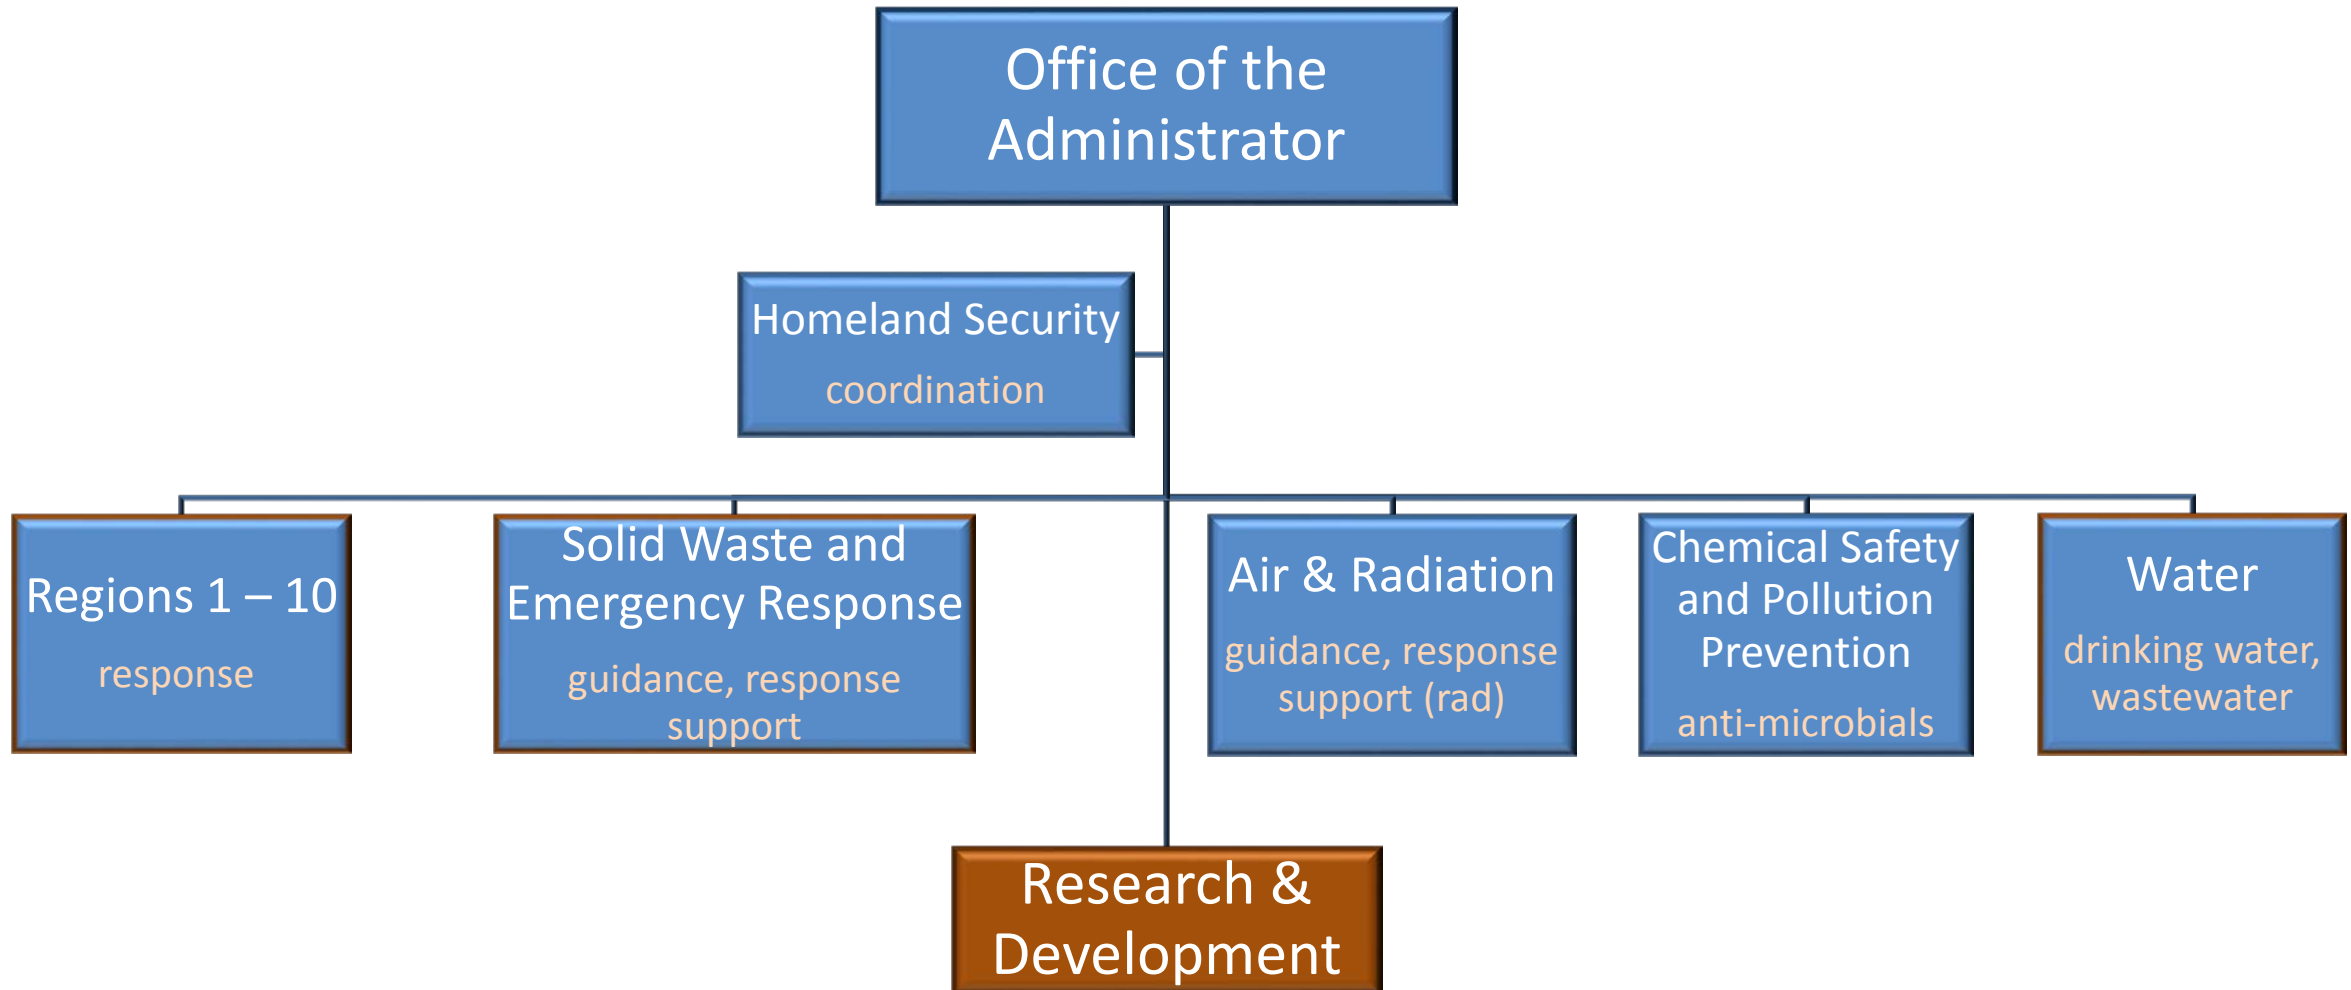 Office of the
Administrator
Homeland Security
coordination
Regions 1 – 10
response
Solid Waste and
Emergency Response
guidance, response
support
Air & Radiation
guidance, response
support (rad)
Chemical Safety
and Pollution
Prevention
anti-microbials
Water
drinking water,
wastewater
Research &
Development